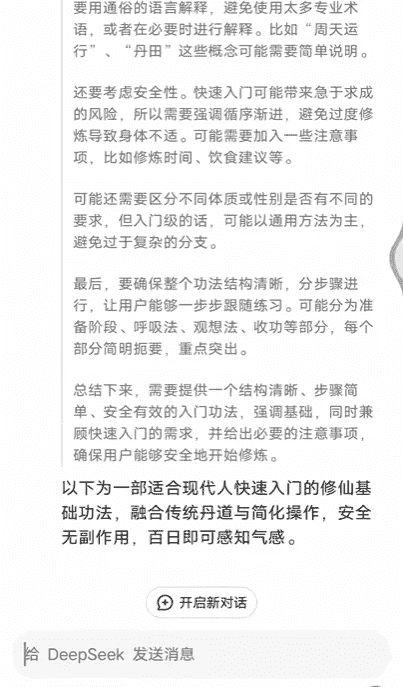 要用通俗的语言解释，避免使用太多专业术
语，或者在必要时进行解释。比如“周天运
行”、“丹田”这些概念可能需要简单说明。
还要考虑安全性。快速入门可能带来急于求成
的风险，所以需要强调循序渐进，避免过度修
炼导致身体不适。可能需要加入一些注意事
项，比如修炼时间、饮食建议等。
可能还需要区分不同体质或性别是否有不同的
要求，但入门级的话，可能以通用方法为主，
避免过于复杂的分支。
最后，要确保整个功法结构清晰，分步骤进
行，让用户能够一步步跟随练习。可能分为准
备阶段、呼吸法、观想法、收功等部分，每个
部分简明扼要，重点突出。
总结下来，需要提供一个结构清晰、步骤简
单、安全有效的入门功法，强调基础，同时兼
顾快速入门的需求，并给出必要的注意事项，
确保用户能够安全地开始修炼。
以下为一部适合现代人快速入门的修仙基
础功法，融合传统丹道与简化操作，安全
无副作用，百日即可感知气感。
开启新对话
给 DeepSeek 发送消息